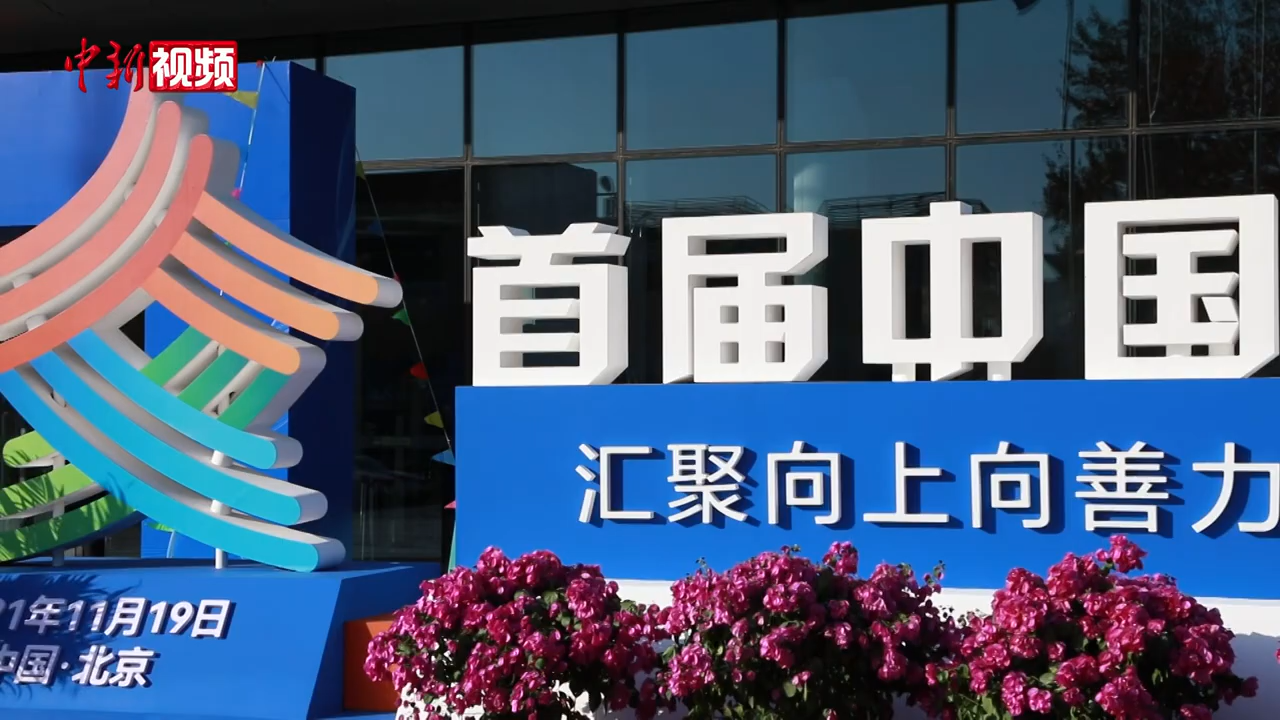 中新视频
首届中国
汇聚向上向善力
21年11月19日
中国·北京